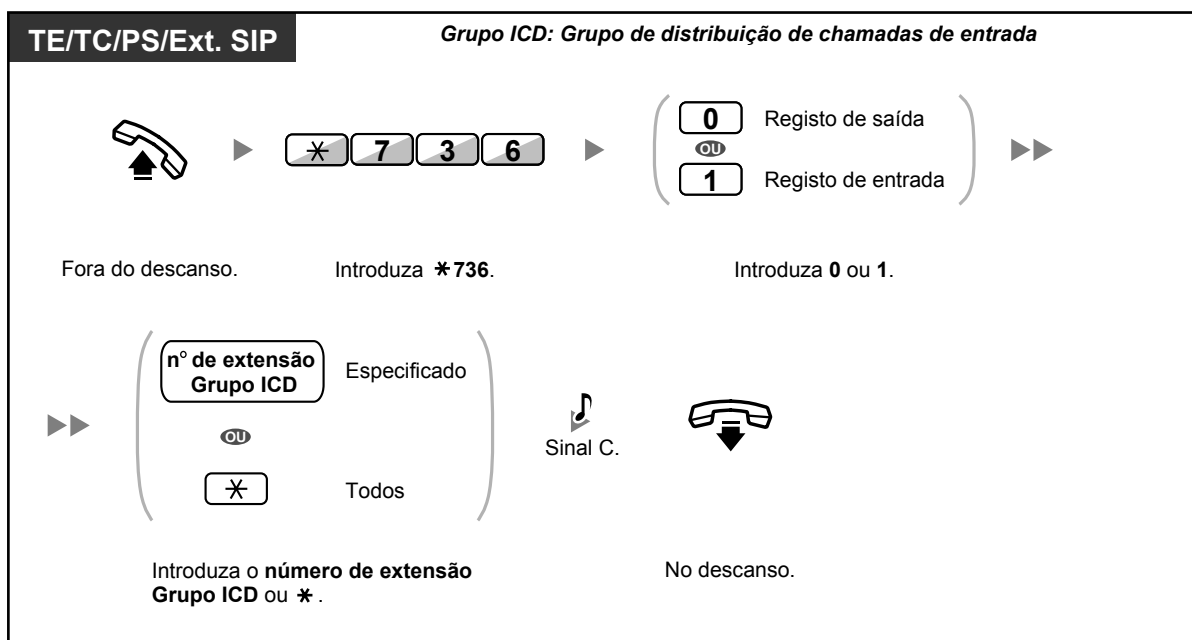 TE/TC/PS/Ext. SIP
Grupo ICD: Grupo de distribuição de chamadas de entrada
* 7 3 6
0 Registo de saída
OU
1 Registo de entrada
Fora do descanso.
Introduza *736.
Introduza 0 ou 1.
n° de extensão
Grupo ICD
Especificado
OU
* Todos
Sinal C.
Introduza o número de extensão
Grupo ICD ou * .
No descanso.